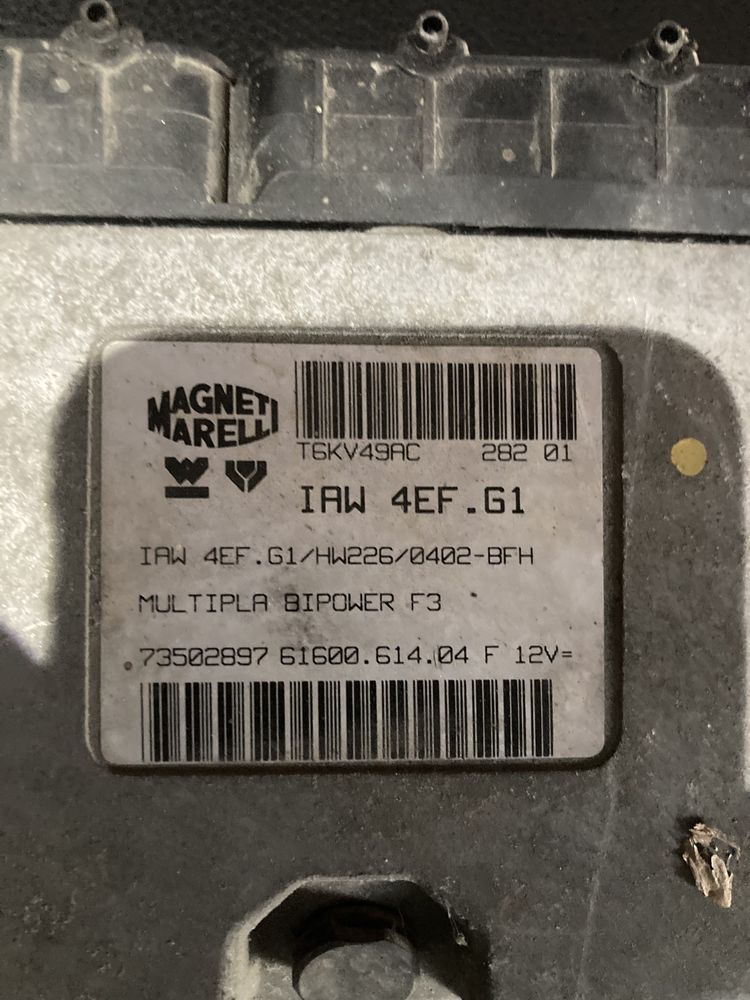 MAGNETI
MARELLI
T6KV49AC 282 01
IAW 4EF.G1
IAW 4EF.G1/HW226/0402-BFH
MULTIPLA BIPOWER F3
73502897 61600.614.04 F 12V=